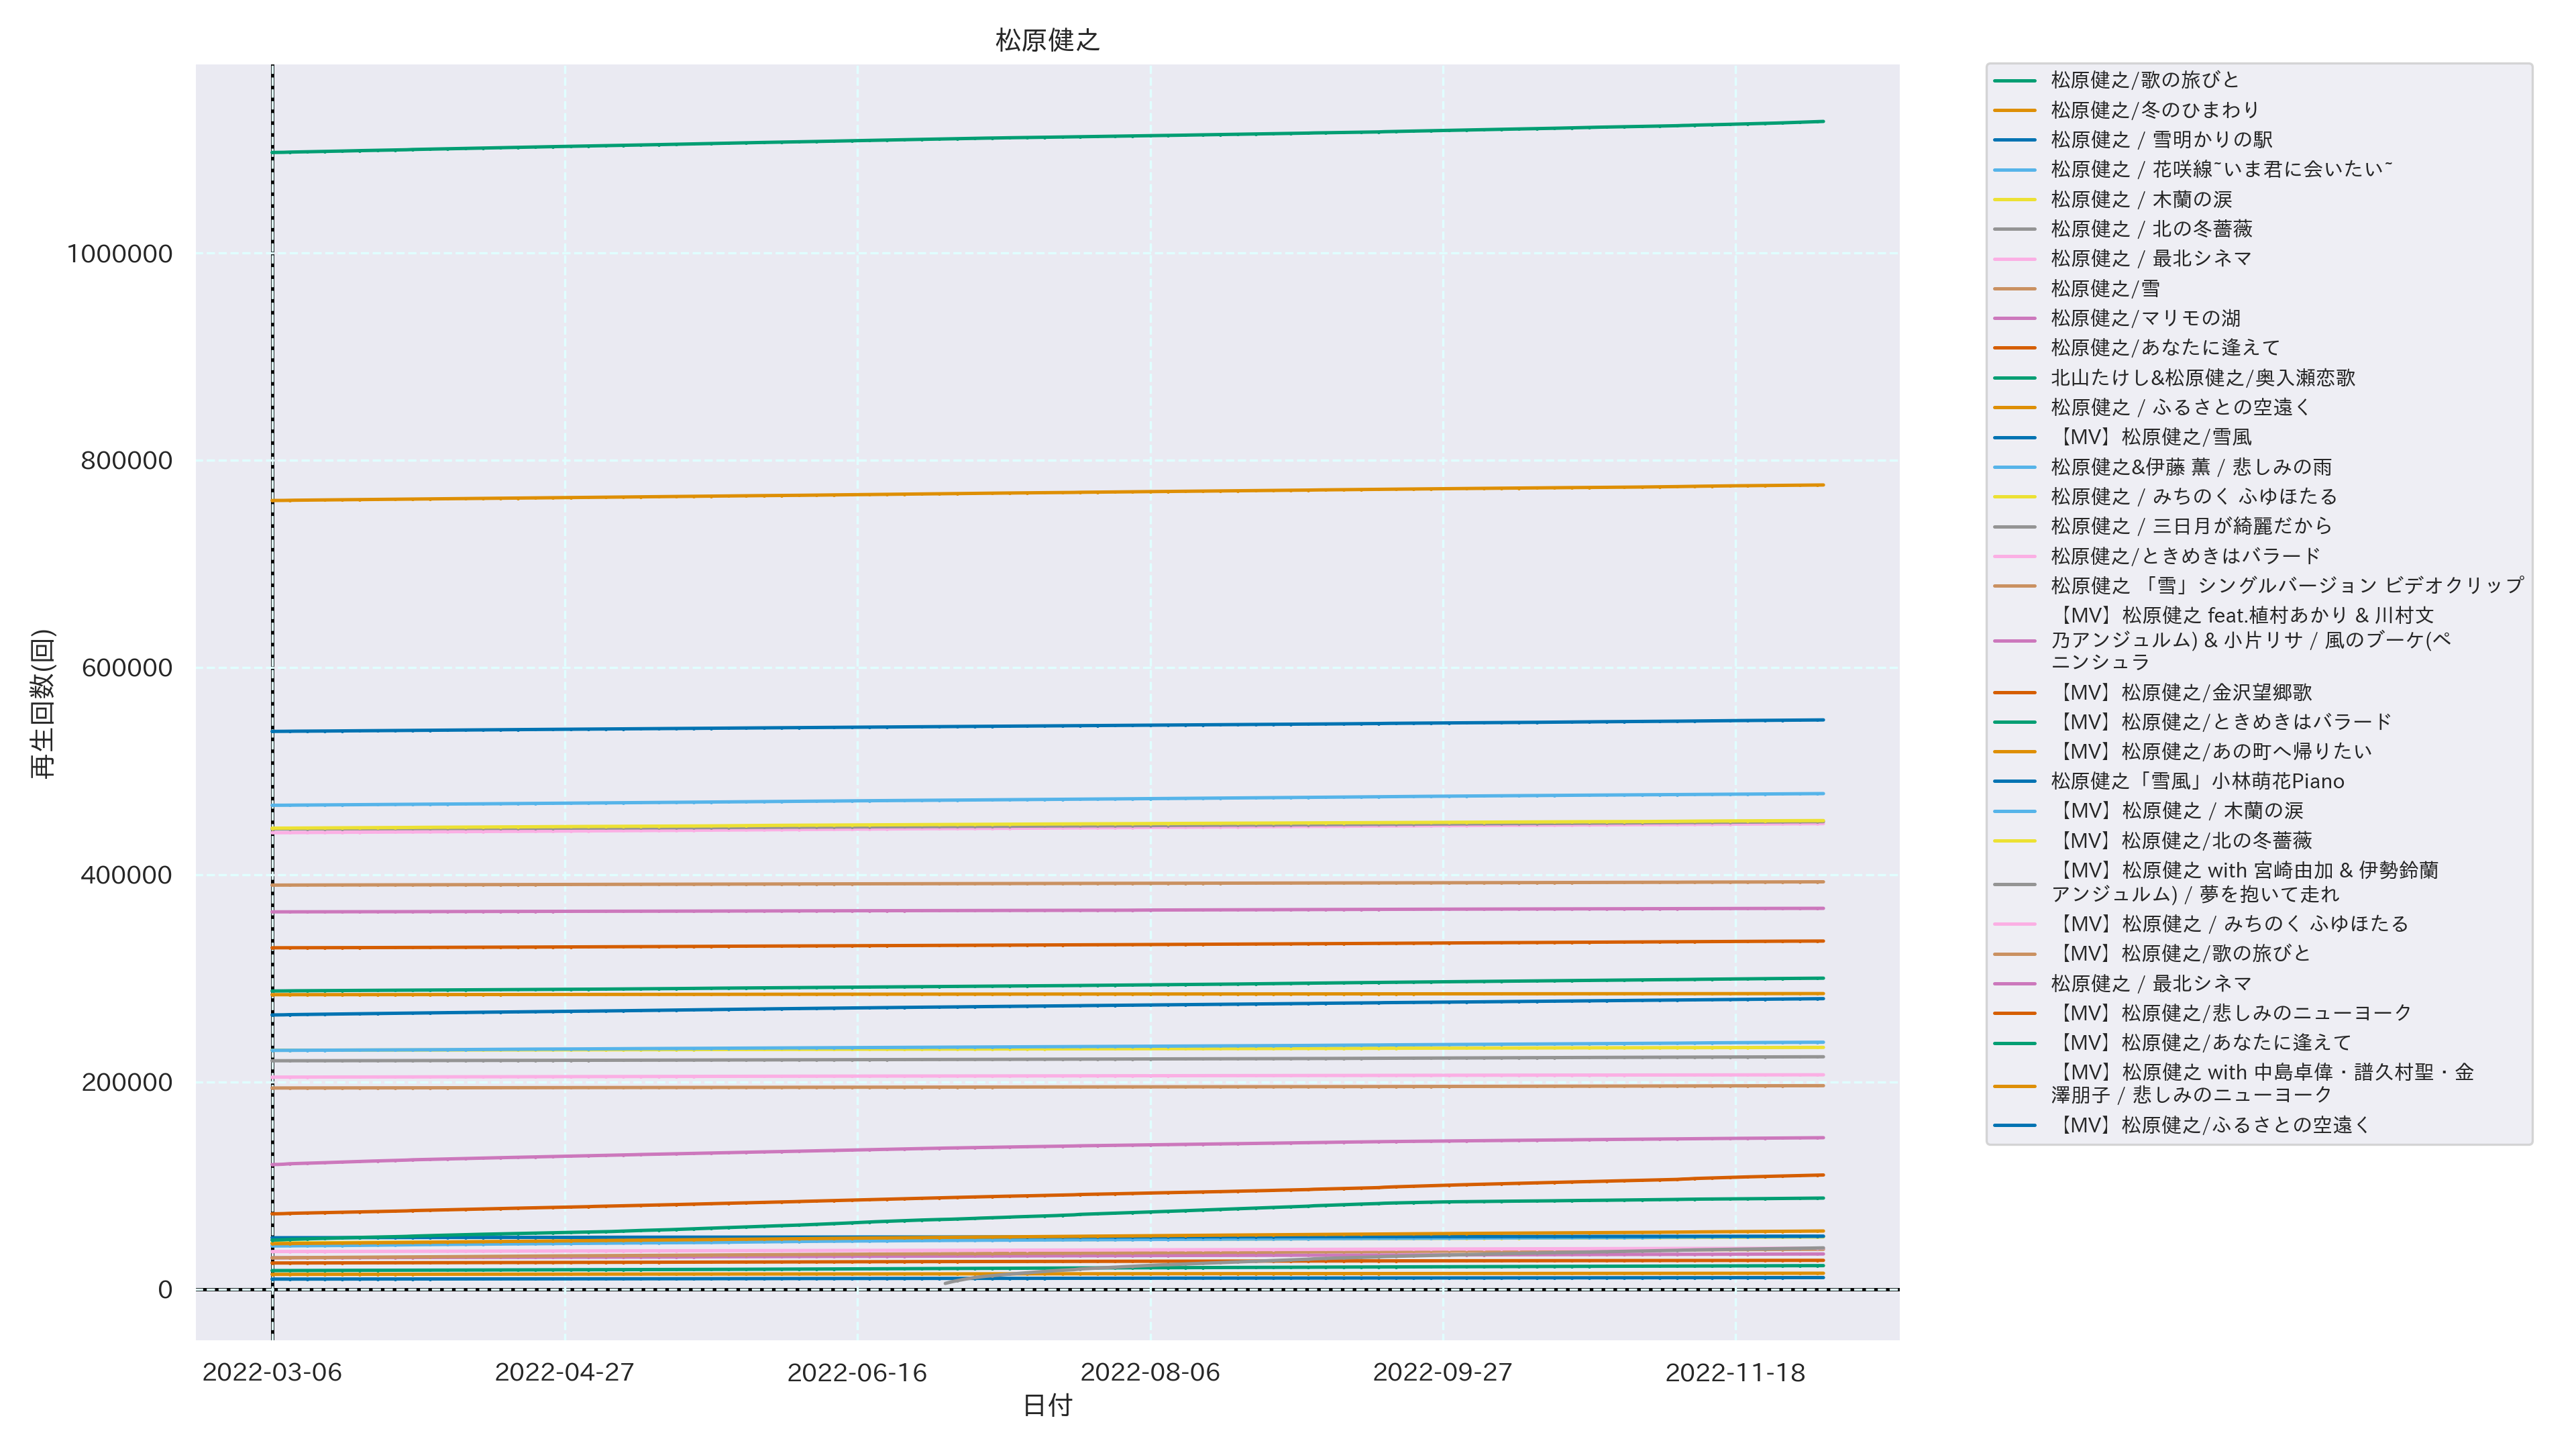 松原健之
再生回数(回)
1000000
800000
600000
400000
200000
0
2022-03-06
2022-04-27
2022-06-16
2022-08-06
2022-09-27
2022-11-18
日付
松原健之/歌の旅びと
松原健之/冬のひまわり
松原健之 / 雪明かりの駅
松原健之 / 花咲線~いま君に会いたい~
松原健之 / 木蘭の涙
松原健之 / 北の冬薔薇
松原健之 / 最北シネマ
松原健之/雪
松原健之/マリモの湖
松原健之/あなたに逢えて
北山たけし&松原健之/奥入瀬恋歌
松原健之 / ふるさとの空遠く
【MV】松原健之/雪風
松原健之&伊藤 薫 / 悲しみの雨
松原健之 / みちのく ふゆほたる
松原健之 / 三日月が綺麗だから
松原健之/ときめきはバラード
松原健之 「雪」シングルバージョン ビデオクリップ
【MV】松原健之 feat.植村あかり & 川村文
乃アンジュルム) & 小片リサ / 風のブーケ(ペ
ニンシュラ
【MV】松原健之/金沢望郷歌
【MV】松原健之/ときめきはバラード
【MV】松原健之/あの町へ帰りたい
松原健之「雪風」小林萌花Piano
【MV】松原健之 / 木蘭の涙
【MV】松原健之/北の冬薔薇
【MV】松原健之 with 宮崎由加 & 伊勢鈴蘭
アンジュルム) / 夢を抱いて走れ
【MV】松原健之 / みちのく ふゆほたる
【MV】松原健之/歌の旅びと
松原健之 / 最北シネマ
【MV】松原健之/悲しみのニューヨーク
【MV】松原健之/あなたに逢えて
【MV】松原健之 with 中島卓偉・譜久村聖・金
澤朋子 / 悲しみのニューヨーク
【MV】松原健之/ふるさとの空遠く